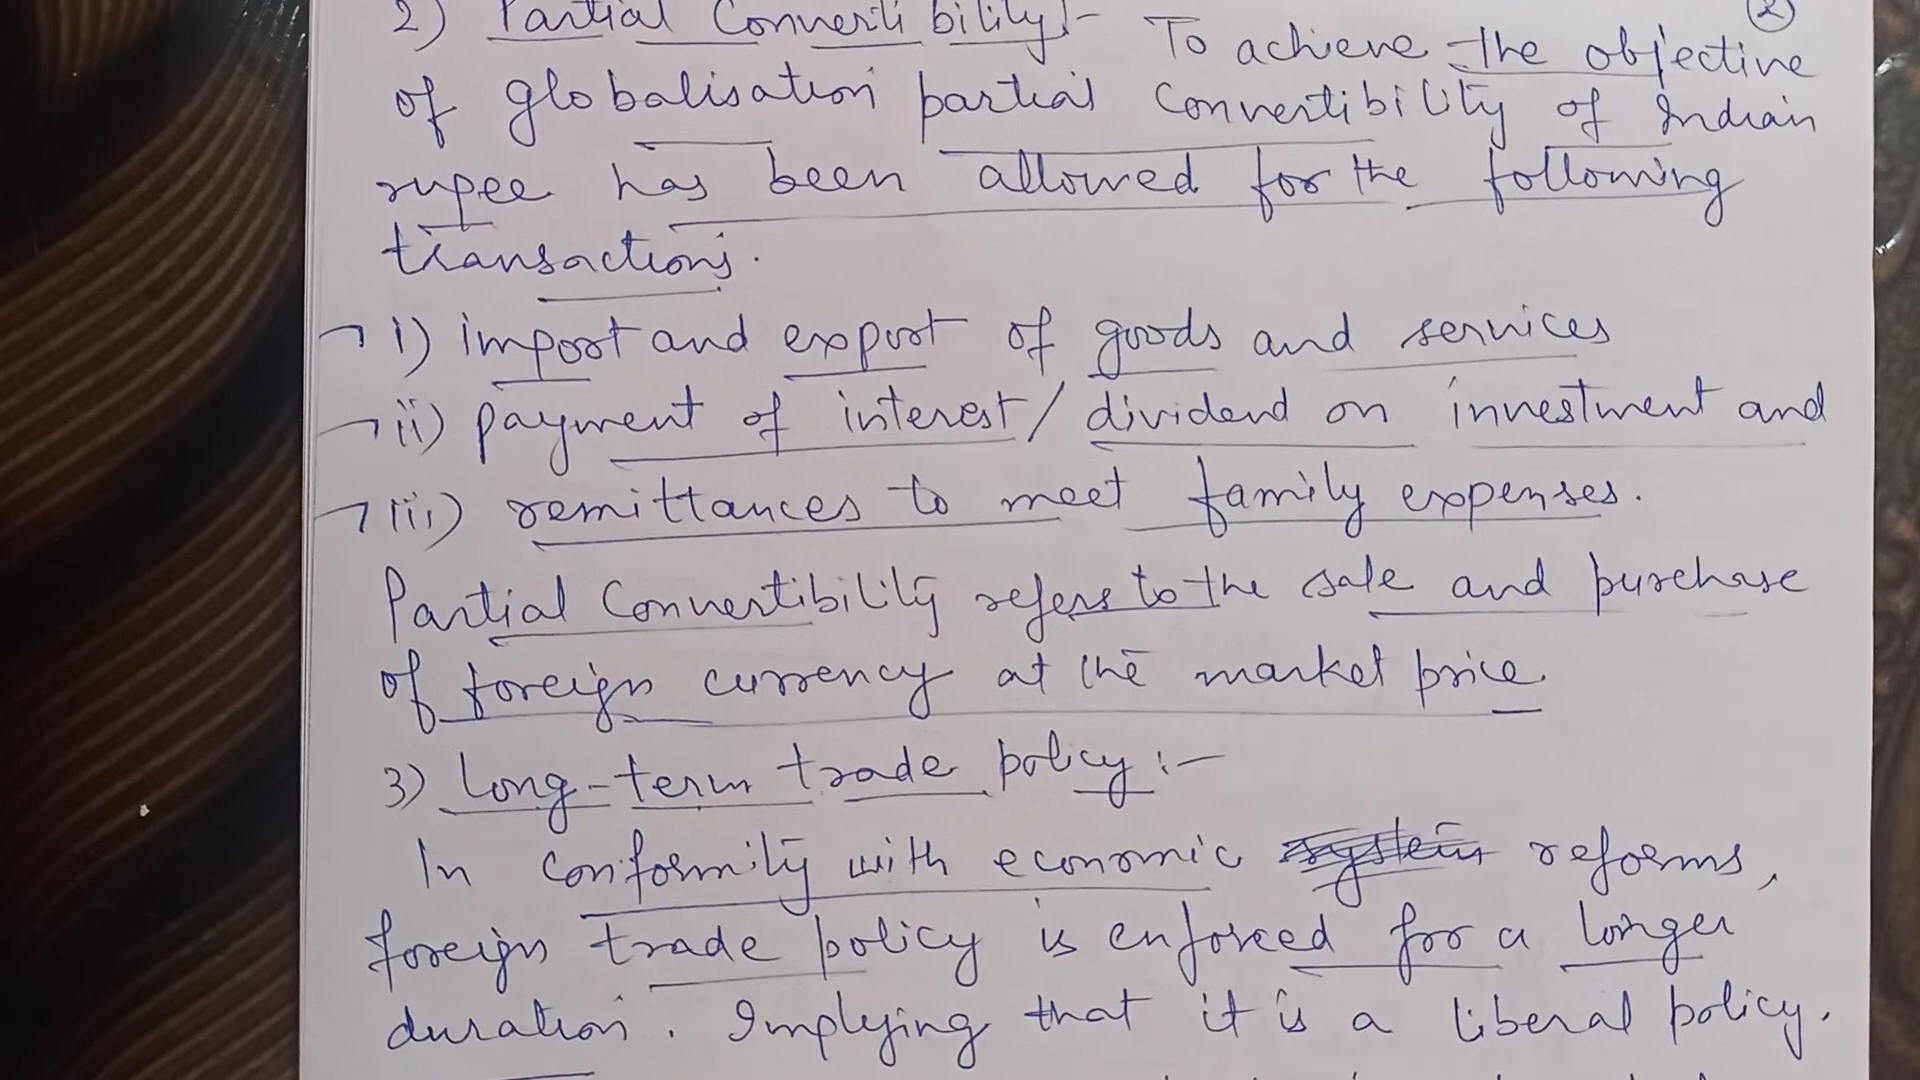 2
2) Partial Convertibility:- To achieve the objective
of globalisation partial convertibility of Indian
rupee has been allowed for the following
transactions.
i) import and export of goods and services
ii) payment of interest/dividend on investment and
iii) remittances to meet family expenses.
Partial Convertibility refers to the sale and purchase
of foreign currency at the market price.
3) Long-term trade policy:-
In conformity with economic system reforms,
foreign trade policy is enforced for a longer
duration. Implying that it is a liberal policy.